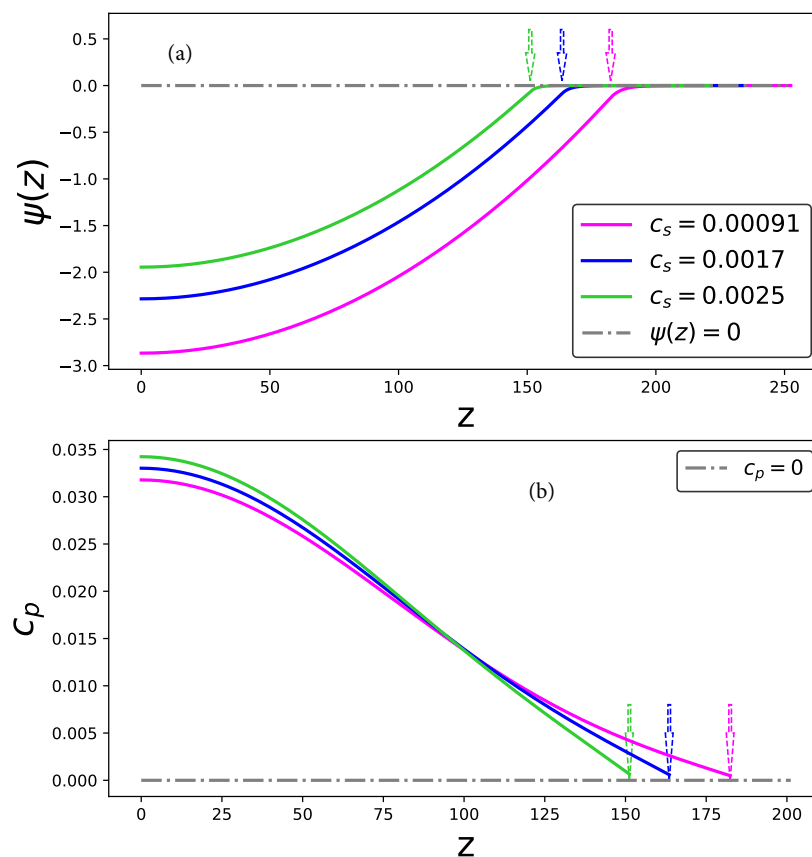 (a)
0.5
0.0
−0.5
−1.0
−1.5
−2.0
−2.5
−3.0
ψ(z)
c_s = 0.00091
c_s = 0.0017
c_s = 0.0025
ψ(z) = 0
0 50 100 150 200 250
z
(b)
c_p = 0
0.035
0.030
0.025
0.020
0.015
0.010
0.005
0.000
c_p
0 25 50 75 100 125 150 175 200
z